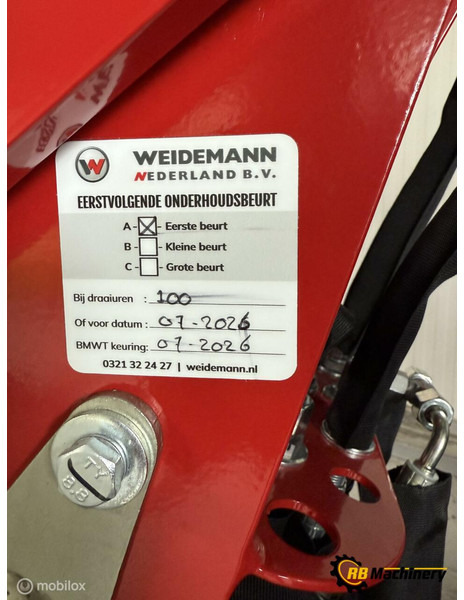 WEIDEMANN
NEDERLAND B.V.
EERSTVOLGENDE ONDERHOUDSBEURT
A - ☒ - Eerste beurt
B - ☐ - Kleine beurt
C - ☐ - Grote beurt
Bij draaiuren : 100
Of voor datum : 07-2026
BMWT keuring: 07-2026
0321 32 24 27 | weidemann.nl
TY
8.8
© mobilox
RB Machinery